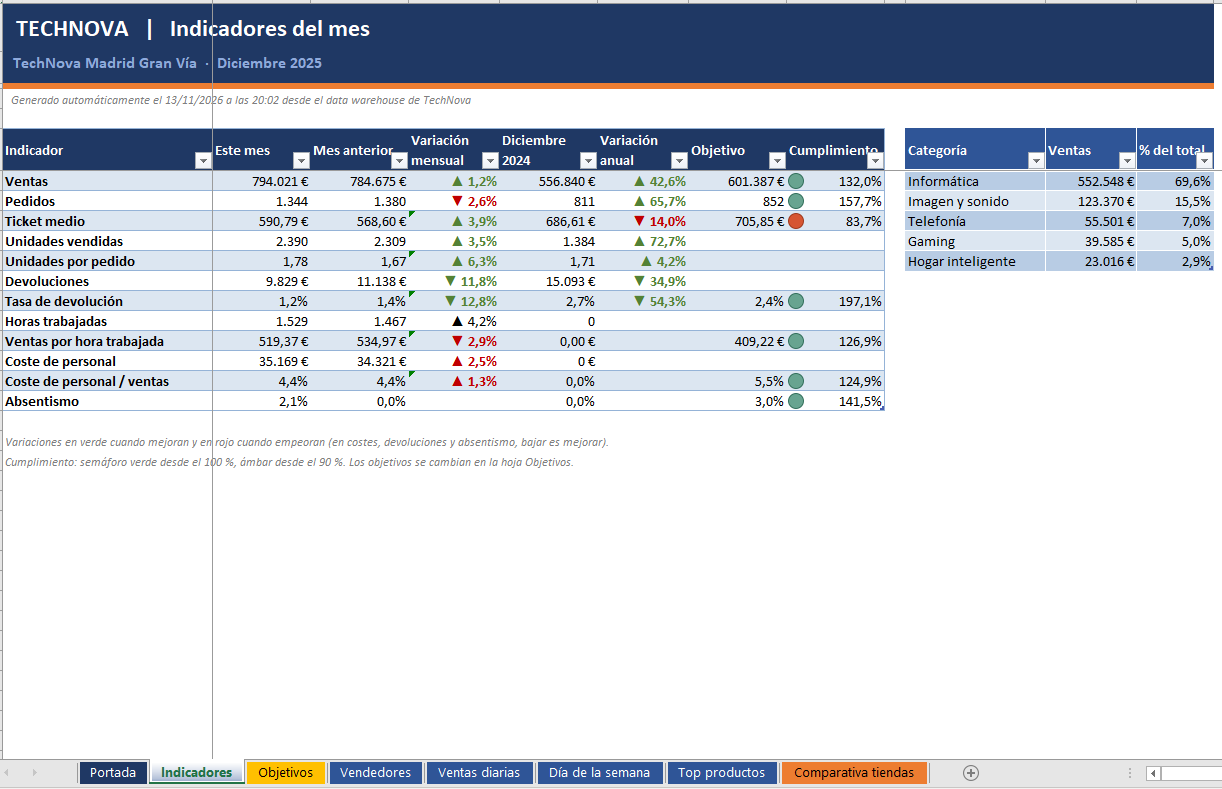 TECHNOVA | Indicadores del mes
TechNova Madrid Gran Vía · Diciembre 2025
Generado automáticamente el 13/11/2026 a las 20:02 desde el data warehouse de TechNova
Indicador Este mes Mes anterior Variación mensual Diciembre 2024 Variación anual Objetivo Cumplimiento
Ventas 794.021 € 784.675 € ▲ 1,2% 556.840 € ▲ 42,6% 601.387 € 132,0%
Pedidos 1.344 1.380 ▼ 2,6% 811 ▲ 65,7% 852 157,7%
Ticket medio 590,79 € 568,60 € ▲ 3,9% 686,61 € ▼ 14,0% 705,85 € 83,7%
Unidades vendidas 2.390 2.309 ▲ 3,5% 1.384 ▲ 72,7%
Unidades por pedido 1,78 1,67 ▲ 6,3% 1,71 ▲ 4,2%
Devoluciones 9.829 € 11.138 € ▼ 11,8% 15.093 € ▼ 34,9%
Tasa de devolución 1,2% 1,4% ▼ 12,8% 2,7% ▼ 54,3% 2,4% 197,1%
Horas trabajadas 1.529 1.467 ▲ 4,2% 0
Ventas por hora trabajada 519,37 € 534,97 € ▼ 2,9% 0,00 € 409,22 € 126,9%
Coste de personal 35.169 € 34.321 € ▲ 2,5% 0 €
Coste de personal / ventas 4,4% 4,4% ▲ 1,3% 0,0% 5,5% 124,9%
Absentismo 2,1% 0,0% 0,0% 3,0% 141,5%
Categoría Ventas % del total
Informática 552.548 € 69,6%
Imagen y sonido 123.370 € 15,5%
Telefonía 55.501 € 7,0%
Gaming 39.585 € 5,0%
Hogar inteligente 23.016 € 2,9%
Variaciones en verde cuando mejoran y en rojo cuando empeoran (en costes, devoluciones y absentismo, bajar es mejorar).
Cumplimiento: semáforo verde desde el 100 %, ámbar desde el 90 %. Los objetivos se cambian en la hoja Objetivos.
Portada Indicadores Objetivos Vendedores Ventas diarias Día de la semana Top productos Comparativa tiendas